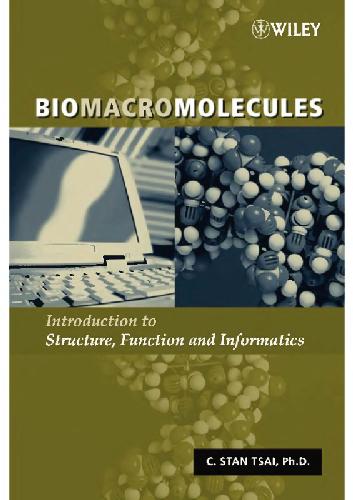 WILEY
BIOMACROMOLECULES
Introduction to
Structure, Function and Informatics
C. STAN TSAI, Ph.D.